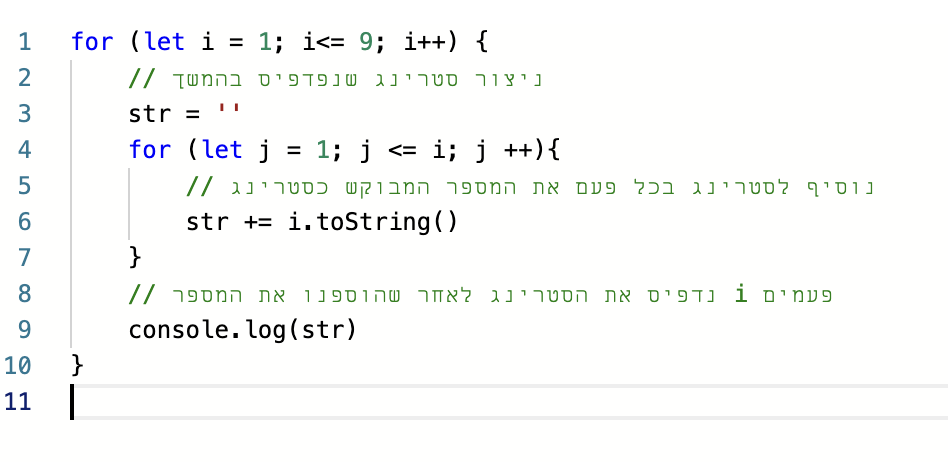 1 for (let i = 1; i<= 9; i++) {
2 // ניצור סטרינג שנפדפיס בהמשך
3 str = ''
4 for (let j = 1; j <= i; j ++){
5 // נוסיף לסטרינג בכל פעם את המספר המבוקש כסטרינג
6 str += i.toString()
7 }
8 // נדפיס את הסטרינג לאחר שהוספנו את המספר i פעמים
9 console.log(str)
10 }
11